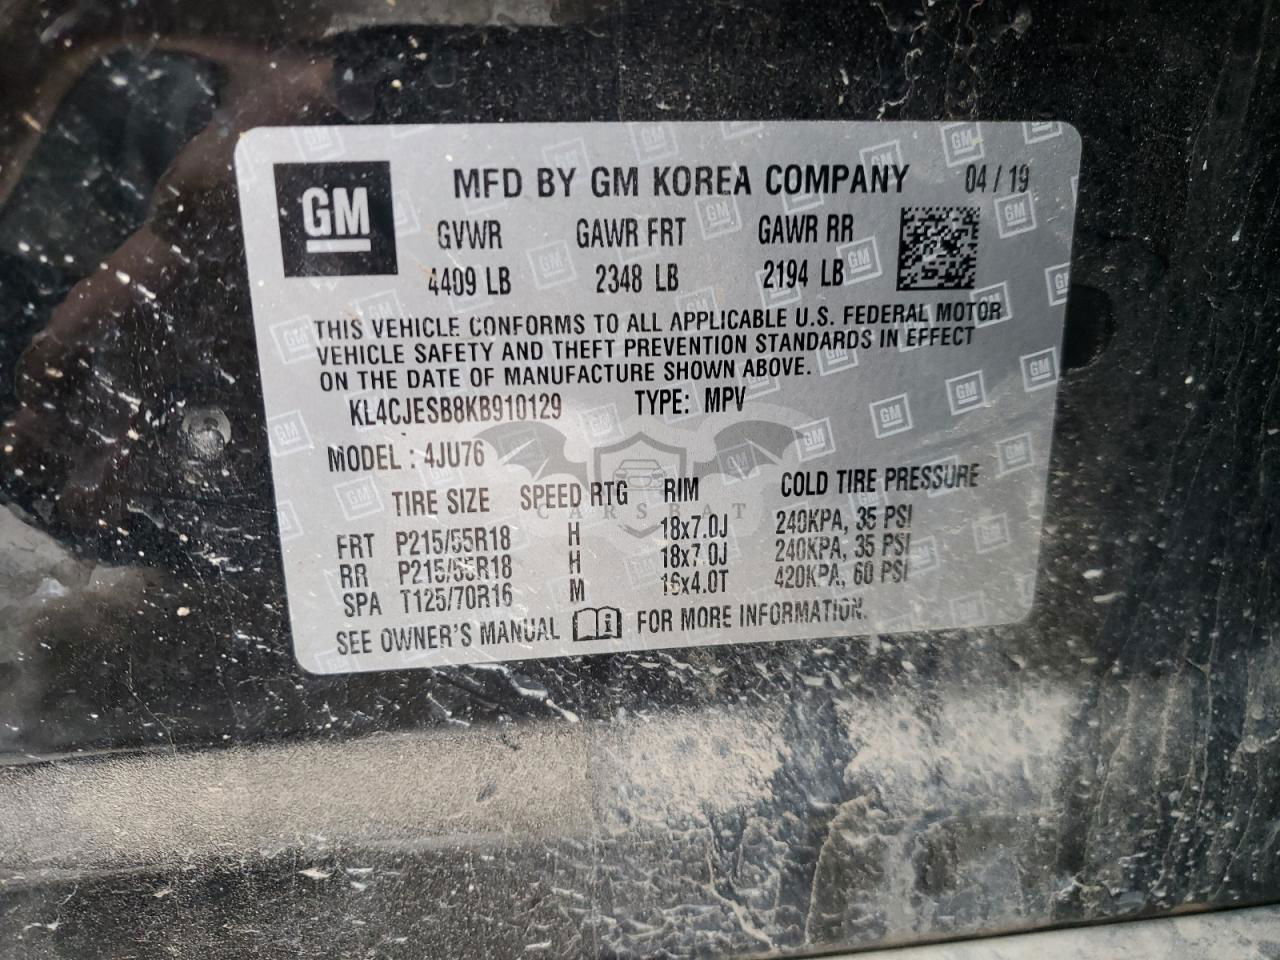 GM MFD BY GM KOREA COMPANY 04 / 19
GVWR GAWR FRT GAWR RR
4409 LB 2348 LB 2194 LB
THIS VEHICLE CONFORMS TO ALL APPLICABLE U.S. FEDERAL MOTOR
VEHICLE SAFETY AND THEFT PREVENTION STANDARDS IN EFFECT
ON THE DATE OF MANUFACTURE SHOWN ABOVE.
KL4CJESB8KB910129 TYPE: MPV
MODEL : 4JU76
TIRE SIZE SPEED RTG RIM COLD TIRE PRESSURE
CARSBAT
FRT P215/55R18 H 18x7.0J 240KPA, 35 PSI
RR P215/55R18 H 18x7.0J 240KPA, 35 PSI
SPA T125/70R16 M 16x4.0T 420KPA, 60 PSI
SEE OWNER'S MANUAL FOR MORE INFORMATION.